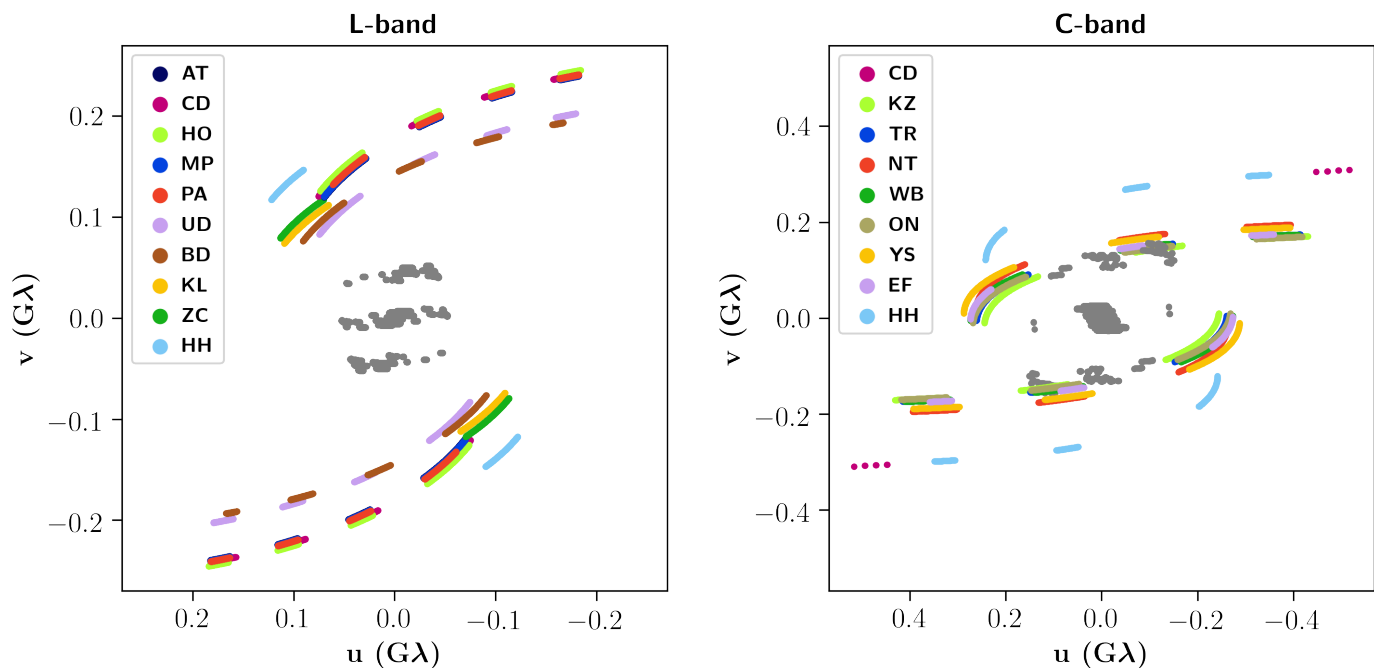 L-band
AT
CD
HO
MP
PA
UD
BD
KL
ZC
HH
0.2
0.1
0.0
−0.1
−0.2
v (Gλ)
0.2 0.1 0.0 −0.1 −0.2
u (Gλ)
C-band
CD
KZ
TR
NT
WB
ON
YS
EF
HH
0.4
0.2
0.0
−0.2
−0.4
v (Gλ)
0.4 0.2 0.0 −0.2 −0.4
u (Gλ)